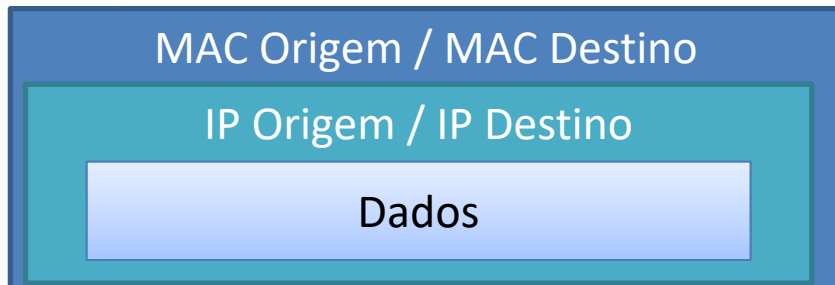 MAC Origem / MAC Destino
IP Origem / IP Destino
Dados